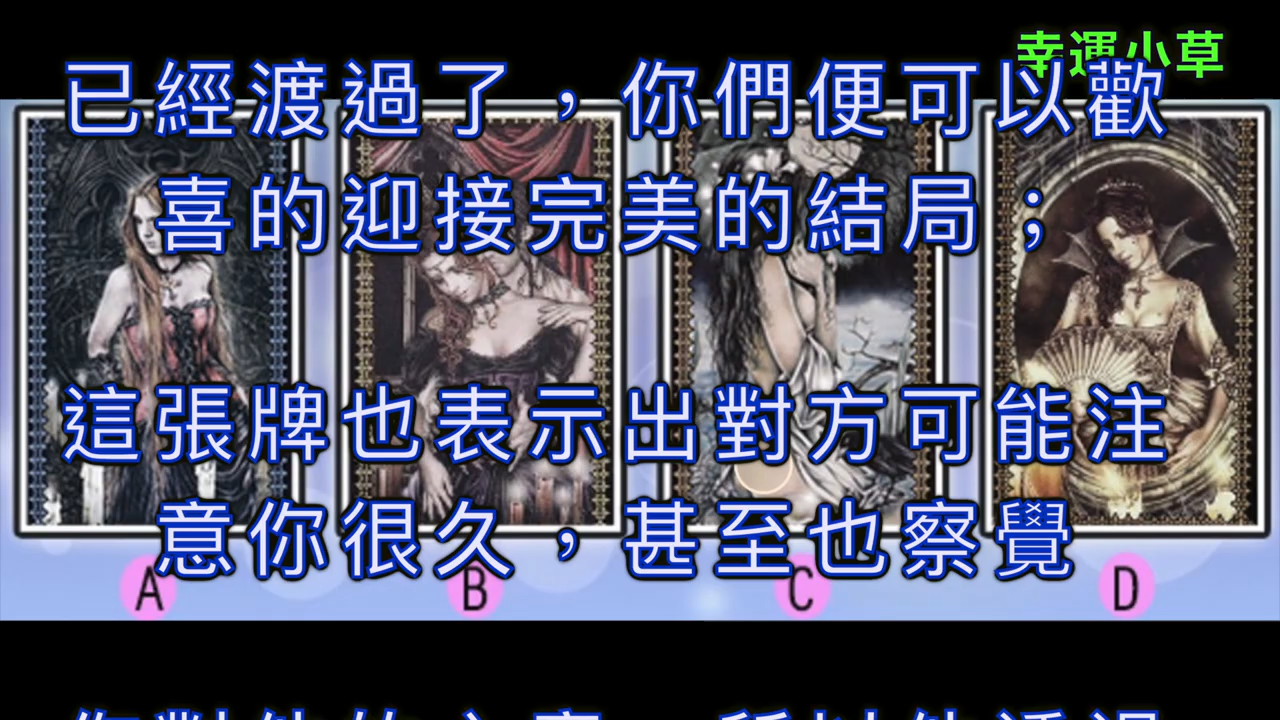 幸運小草
已經渡過了，你們便可以歡
喜的迎接完美的結局；
這張牌也表示出對方可能注
意你很久，甚至也察覺
A B C D